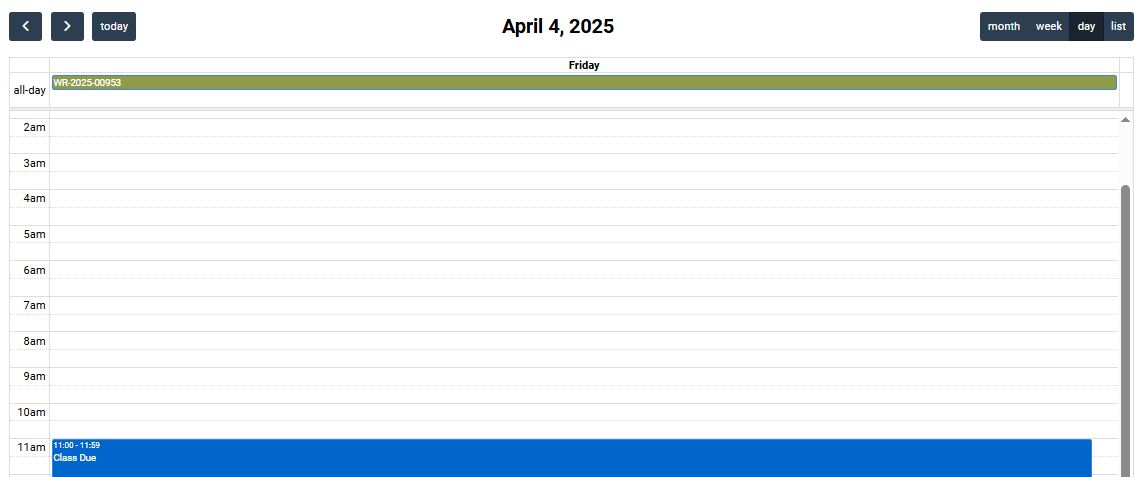 today
April 4, 2025
month week day list
Friday
all-day
WR-2025-00953
2am
3am
4am
5am
6am
7am
8am
9am
10am
11am
11:00 - 11:59
Class Due